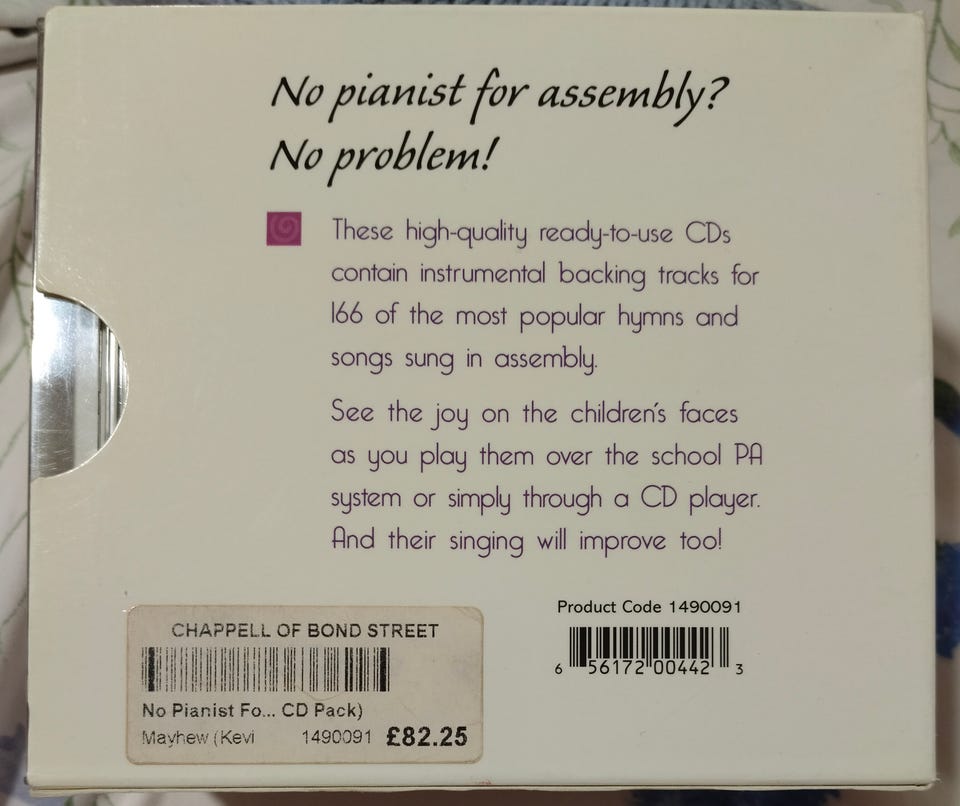 No pianist for assembly?
No problem!
These high-quality ready-to-use CDs
contain instrumental backing tracks for
166 of the most popular hymns and
songs sung in assembly.
See the joy on the children's faces
as you play them over the school PA
system or simply through a CD player.
And their singing will improve too!
Product Code 1490091
6 56172 00442 3
CHAPPELL OF BOND STREET
No Pianist Fo... CD Pack)
Mayhew (Kevi 1490091 £82.25